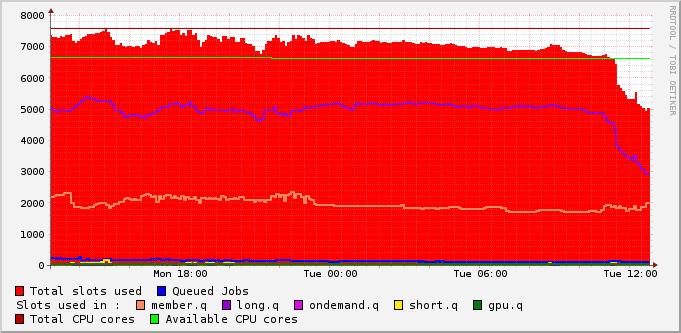 8000
7000
6000
5000
4000
3000
2000
1000
0
Mon 18:00 Tue 00:00 Tue 06:00 Tue 12:00
Total slots used Queued Jobs
Slots used in : member.q long.q ondemand.q short.q gpu.q
Total CPU cores Available CPU cores
RRDTOOL / TOBI OETIKER